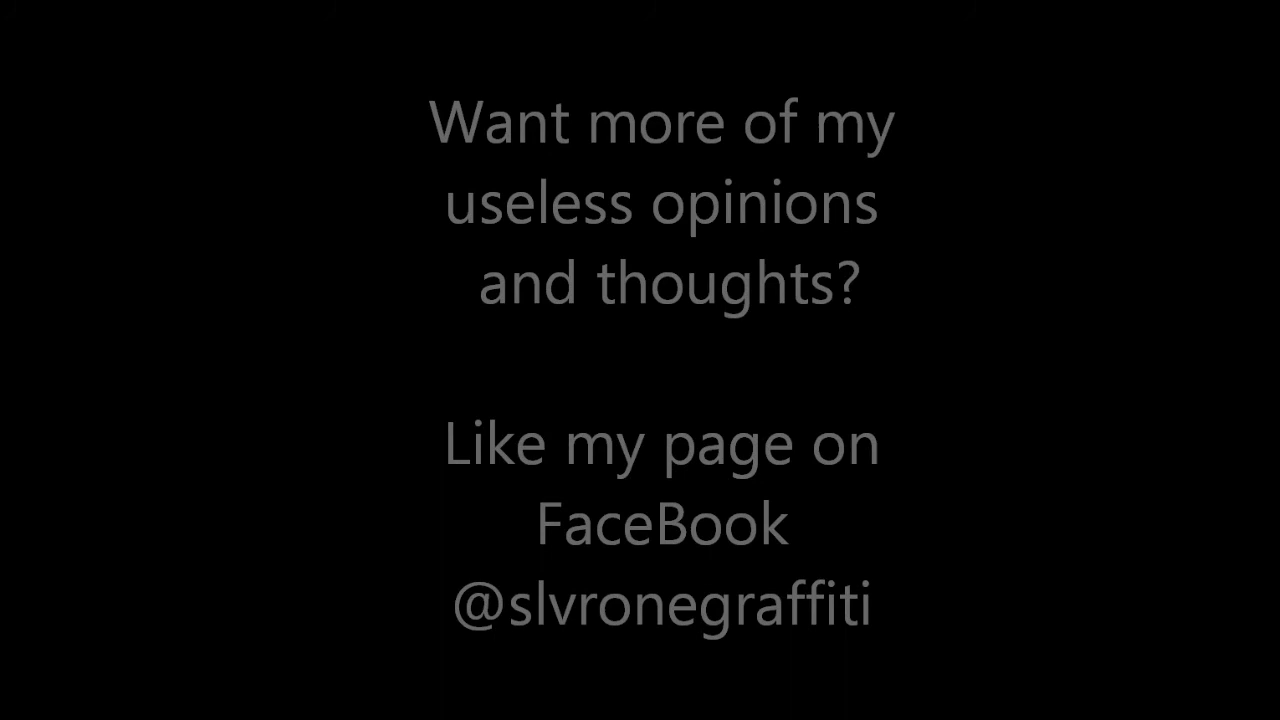 Want more of my
useless opinions
and thoughts?
Like my page on
FaceBook
@slvronegraffiti